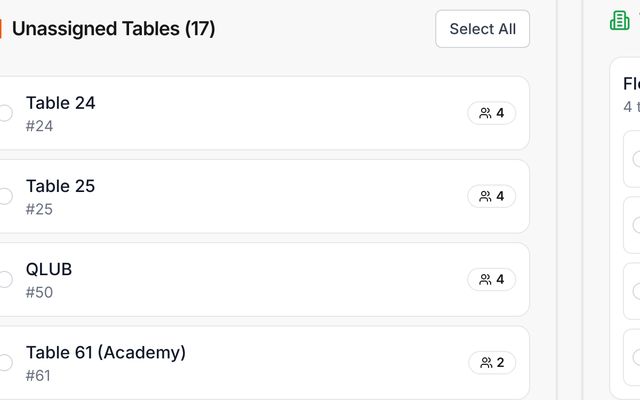 Unassigned Tables (17)
Select All
Table 24
#24
4
Table 25
#25
4
QLUB
#50
4
Table 61 (Academy)
#61
2
4